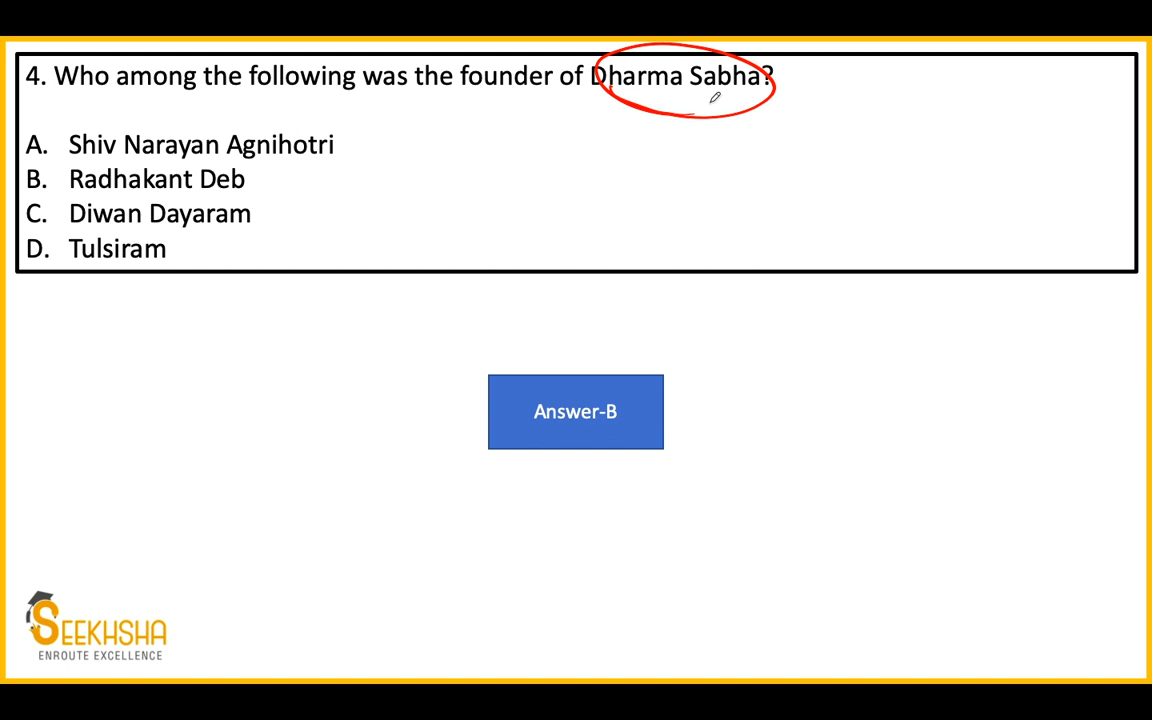 4. Who among the following was the founder of Dharma Sabha?
A. Shiv Narayan Agnihotri
B. Radhakant Deb
C. Diwan Dayaram
D. Tulsiram
Answer-B
SEEKHSHA
ENROUTE EXCELLENCE